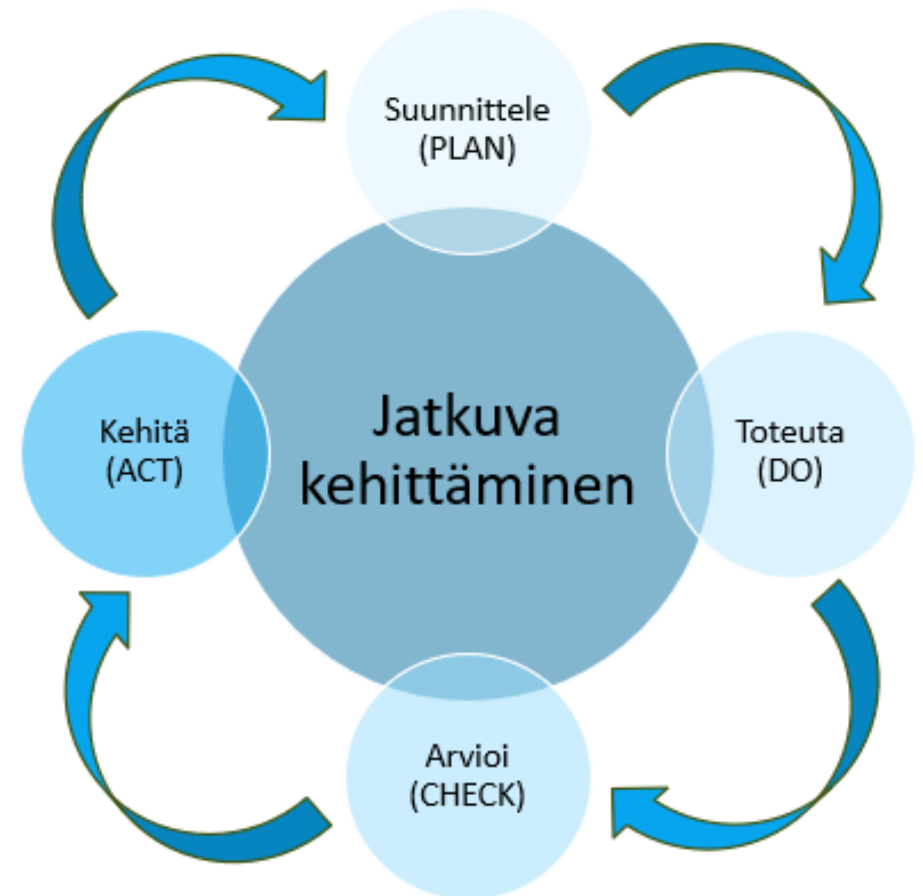 Suunnittele
(PLAN)
Toteuta
(DO)
Jatkuva
kehittäminen
Kehitä
(ACT)
Arvioi
(CHECK)